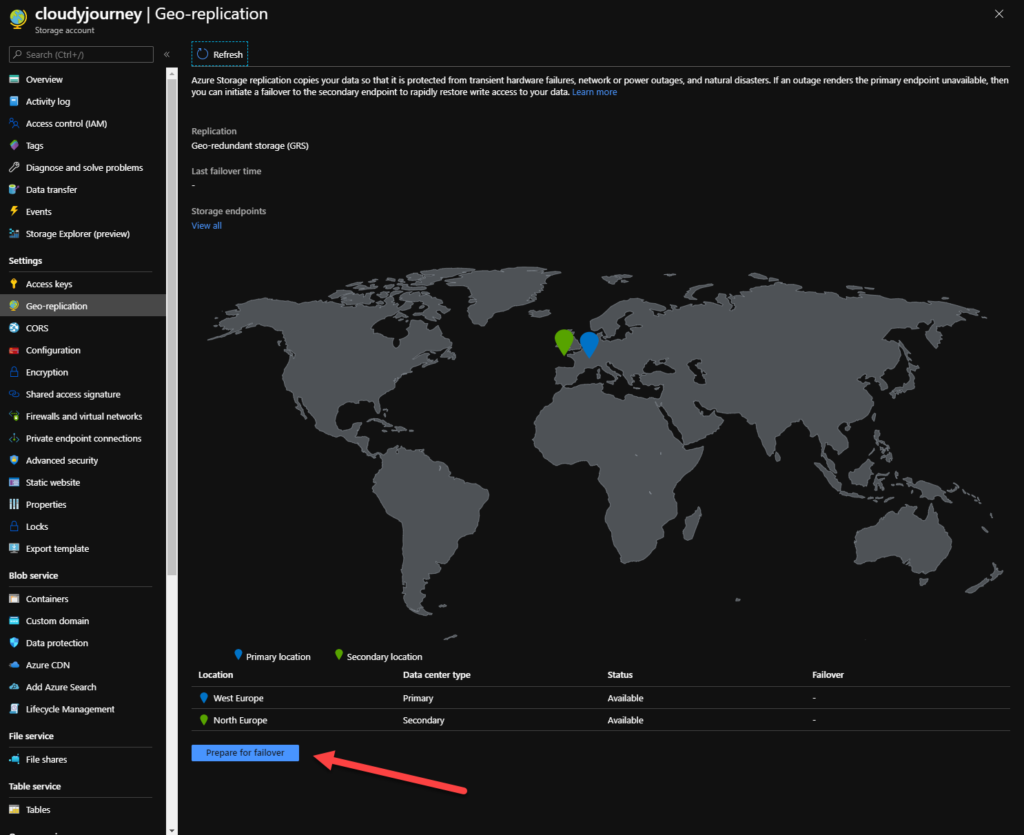 cloudyjourney | Geo-replication
Storage account
Search (Ctrl+/)
«
Overview
Activity log
Access control (IAM)
Tags
Diagnose and solve problems
Data transfer
Events
Storage Explorer (preview)
Settings
Access keys
Geo-replication
CORS
Configuration
Encryption
Shared access signature
Firewalls and virtual networks
Private endpoint connections
Advanced security
Static website
Properties
Locks
Export template
Blob service
Containers
Custom domain
Data protection
Azure CDN
Add Azure Search
Lifecycle Management
File service
File shares
Table service
Tables
Refresh
Azure Storage replication copies your data so that it is protected from transient hardware failures, network or power outages, and natural disasters. If an outage renders the primary endpoint unavailable, then
you can initiate a failover to the secondary endpoint to rapidly restore write access to your data. Learn more
Replication
Geo-redundant storage (GRS)
Last failover time
-
Storage endpoints
View all
Primary location Secondary location
Location Data center type Status Failover
West Europe Primary Available -
North Europe Secondary Available -
Prepare for failover